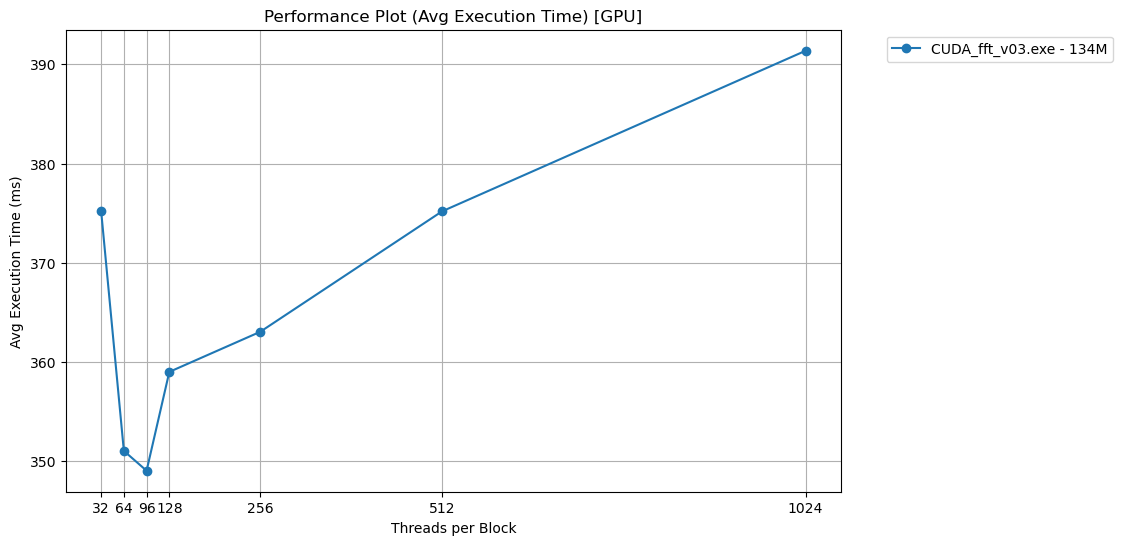 Performance Plot (Avg Execution Time) [GPU]
CUDA_fft_v03.exe - 134M
Avg Execution Time (ms)
390
380
370
360
350
32 64 96 128 256 512 1024
Threads per Block